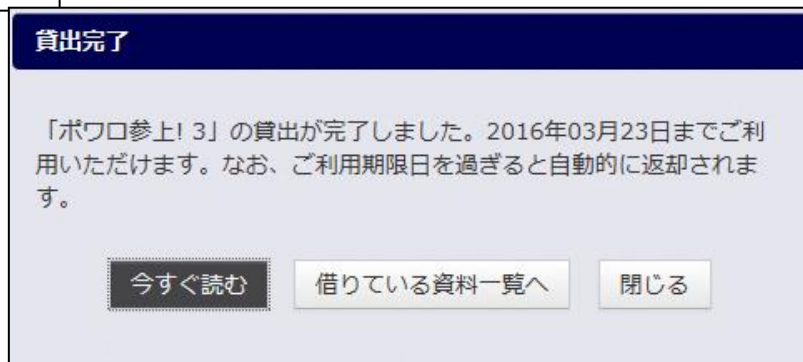 貸出完了
「ポワロ参上! 3」の貸出が完了しました。2016年03月23日までご利
用いただけます。なお、ご利用期限日を過ぎると自動的に返却されま
す。
今すぐ読む 借りている資料一覧へ 閉じる